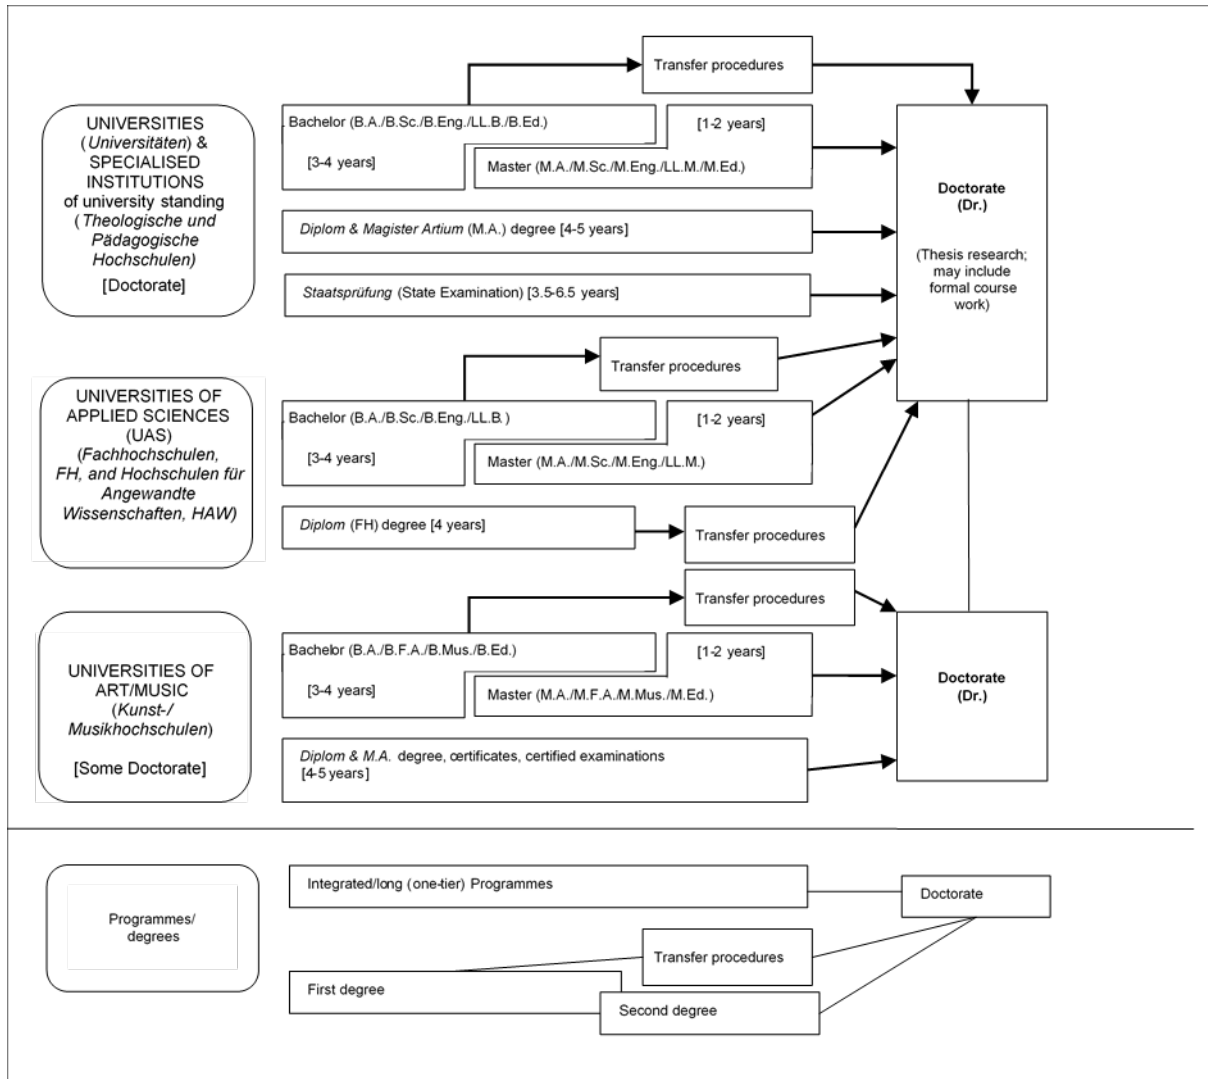 Transfer procedures
UNIVERSITIES
(Universitäten) &
SPECIALISED
INSTITUTIONS
of university standing
(Theologische und
Pädagogische
Hochschulen)
[Doctorate]
Bachelor (B.A./B.Sc./B.Eng./LL.B./B.Ed.)
[3-4 years]
[1-2 years]
Master (M.A./M.Sc./M.Eng./LL.M./M.Ed.)
Diplom & Magister Artium (M.A.) degree [4-5 years]
Staatsprüfung (State Examination) [3.5-6.5 years]
Doctorate
(Dr.)
(Thesis research;
may include
formal course
work)
UNIVERSITIES OF
APPLIED SCIENCES
(UAS)
(Fachhochschulen,
FH, and Hochschulen für
Angewandte
Wissenschaften, HAW)
Transfer procedures
Bachelor (B.A./B.Sc./B.Eng./LL.B.)
[3-4 years]
[1-2 years]
Master (M.A./M.Sc./M.Eng./LL.M.)
Diplom (FH) degree [4 years]
Transfer procedures
UNIVERSITIES OF
ART/MUSIC
(Kunst-/
Musikhochschulen)
[Some Doctorate]
Transfer procedures
Bachelor (B.A./B.F.A./B.Mus./B.Ed.)
[3-4 years]
[1-2 years]
Master (M.A./M.F.A./M.Mus./M.Ed.)
Diplom & M.A. degree, certificates, certified examinations
[4-5 years]
Doctorate
(Dr.)
Programmes/
degrees
Integrated/long (one-tier) Programmes
Doctorate
Transfer procedures
First degree
Second degree